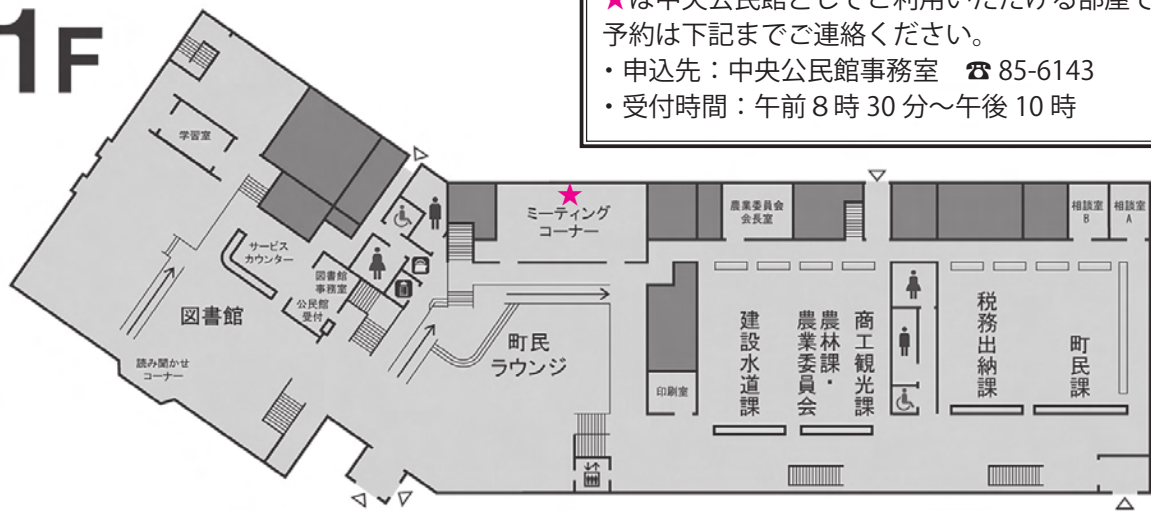 1F
★は中央公民館としてご利用いただける部屋で
予約は下記までご連絡ください。
・申込先：中央公民館事務室　☎ 85-6143
・受付時間：午前８時 30 分〜午後 10 時
学習室
サービス
カウンター
図書館
事務室
公民館
受付
図書館
読み聞かせ
コーナー
★
ミーティング
コーナー
町民
ラウンジ
農業委員会
会長室
相談室
B
相談室
A
印刷室
建設水道課
農林課・
農業委員会
商工観光課
税務出納課
町民課